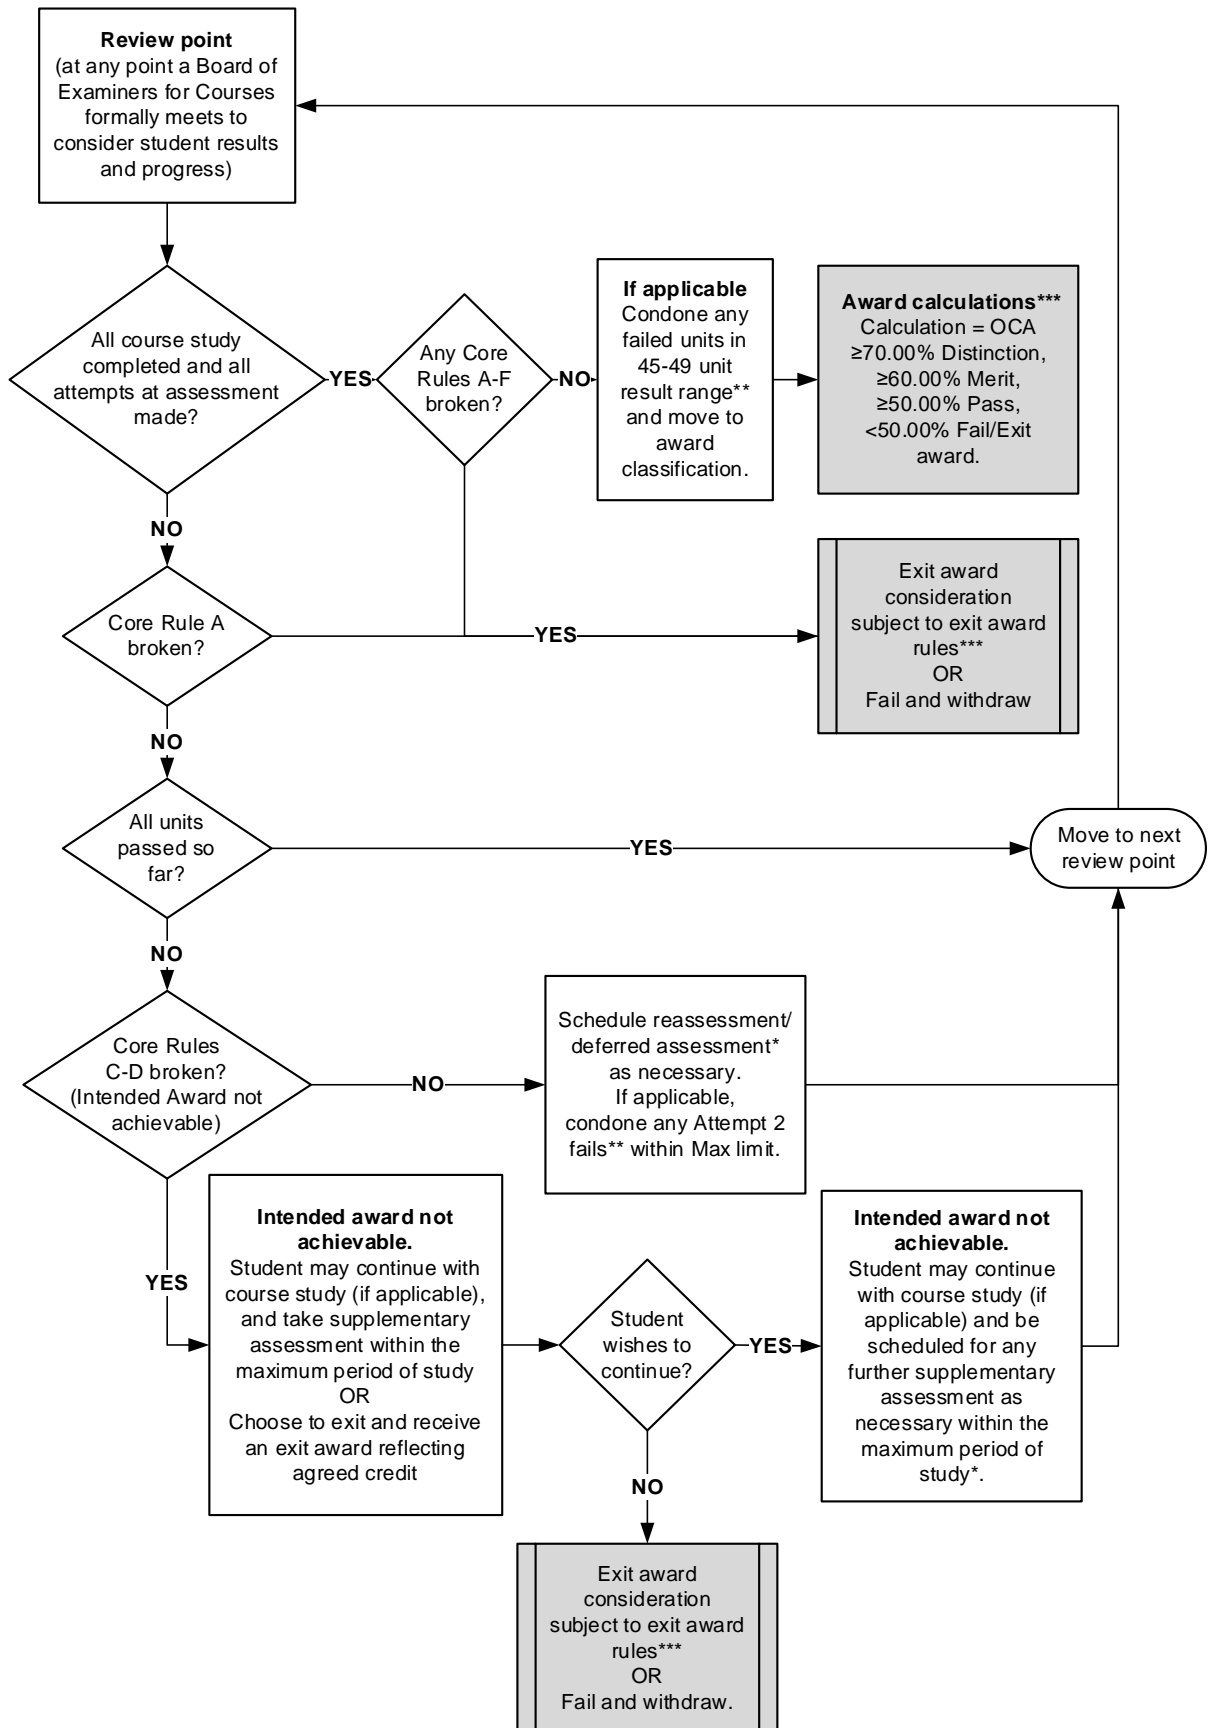 Review point
(at any point a Board of
Examiners for Courses
formally meets to
consider student results
and progress)
All course study
completed and all
attempts at assessment
made?
YES
Any Core
Rules A-F
broken?
NO
If applicable
Condone any
failed units in
45-49 unit
result range**
and move to
award
classification.
Award calculations***
Calculation = OCA
≥70.00% Distinction,
≥60.00% Merit,
≥50.00% Pass,
<50.00% Fail/Exit
award.
NO
Core Rule A
broken?
YES
Exit award
consideration
subject to exit award
rules***
OR
Fail and withdraw
NO
All units
passed so
far?
YES
Move to next
review point
NO
Core Rules
C-D broken?
(Intended Award not
achievable)
NO
Schedule reassessment/
deferred assessment*
as necessary.
If applicable,
condone any Attempt 2
fails** within Max limit.
YES
Intended award not
achievable.
Student may continue with
course study (if applicable),
and take supplementary
assessment within the
maximum period of study
OR
Choose to exit and receive
an exit award reflecting
agreed credit
Student
wishes to
continue?
YES
Intended award not
achievable.
Student may continue
with course study (if
applicable) and be
scheduled for any
further supplementary
assessment as
necessary within the
maximum period of
study*.
NO
Exit award
consideration
subject to exit award
rules***
OR
Fail and withdraw.